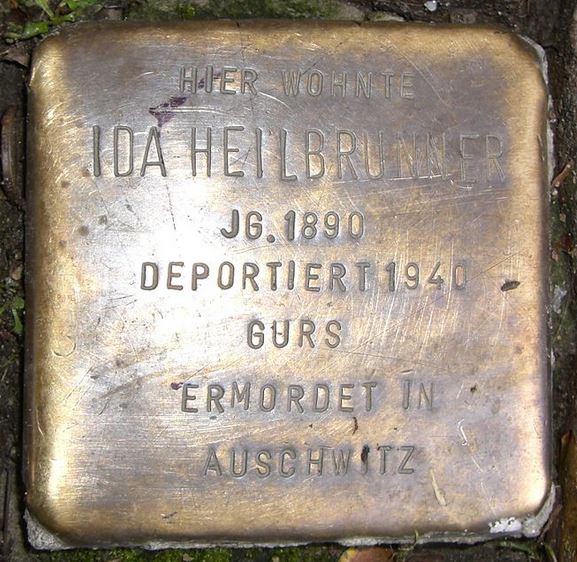 HIER WOHNTE
IDA HEILBRUNNER
JG. 1890
DEPORTIERT 1940
GURS
ERMORDET IN
AUSCHWITZ